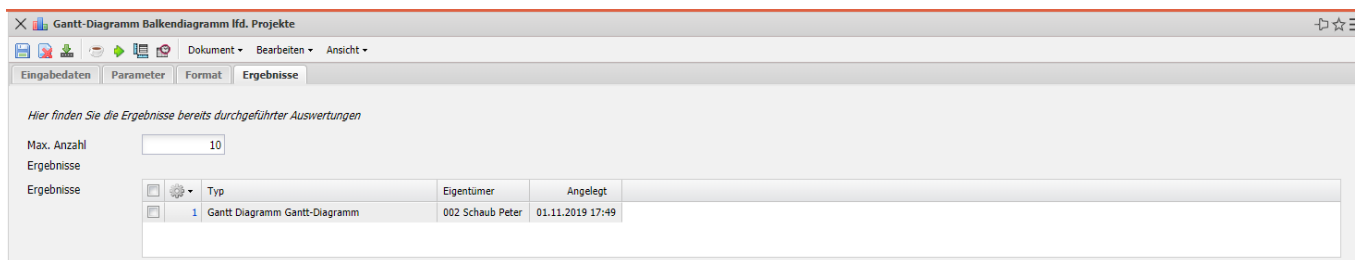 Gantt-Diagramm Balkendiagramm lfd. Projekte
Dokument Bearbeiten Ansicht
Eingabedaten Parameter Format Ergebnisse
Hier finden Sie die Ergebnisse bereits durchgeführter Auswertungen
Max. Anzahl 10
Ergebnisse
Ergebnisse Typ Eigentümer Angelegt
1 Gantt Diagramm Gantt-Diagramm 002 Schaub Peter 01.11.2019 17:49